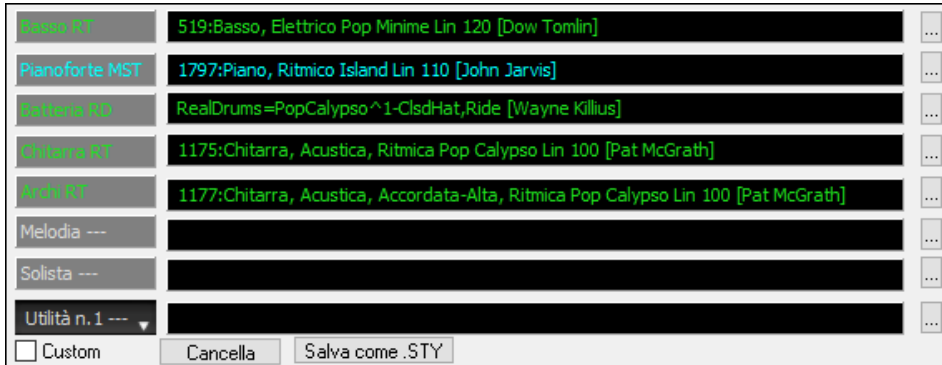 Basso RT 519:Basso, Elettrico Pop Minime Lin 120 [Dow Tomlin] ...
Pianoforte MST 1797:Piano, Ritmico Island Lin 110 [John Jarvis] ...
Batteria RD RealDrums=PopCalypso^1-ClsdHat,Ride [Wayne Killius] ...
Chitarra RT 1175:Chitarra, Acustica, Ritmica Pop Calypso Lin 100 [Pat McGrath] ...
Archi RT 1177:Chitarra, Acustica, Accordata-Alta, Ritmica Pop Calypso Lin 100 [Pat McGrath] ...
Melodia --- ...
Solista --- ...
Utilità n.1 --- ...
Custom Cancella Salva come .STY